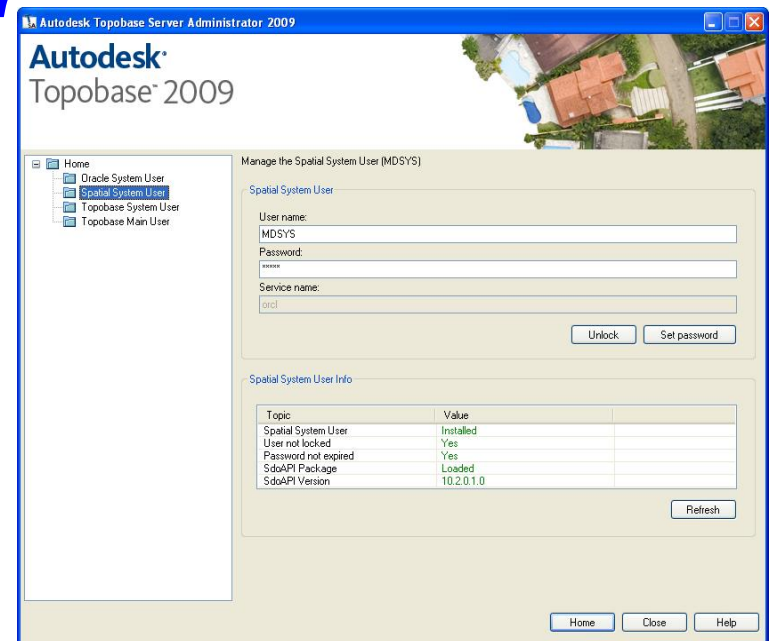 Autodesk Topobase Server Administrator 2009
Autodesk®
Topobase™ 2009
Home
Oracle System User
Spatial System User
Topobase System User
Topobase Main User
Manage the Spatial System User (MDSYS)
Spatial System User
User name:
MDSYS
Password:
*****
Service name:
orcl
Unlock Set password
Spatial System User Info
Topic Value
Spatial System User Installed
User not locked Yes
Password not expired Yes
SdoAPI Package Loaded
SdoAPI Version 10.2.0.1.0
Refresh
Home Close Help